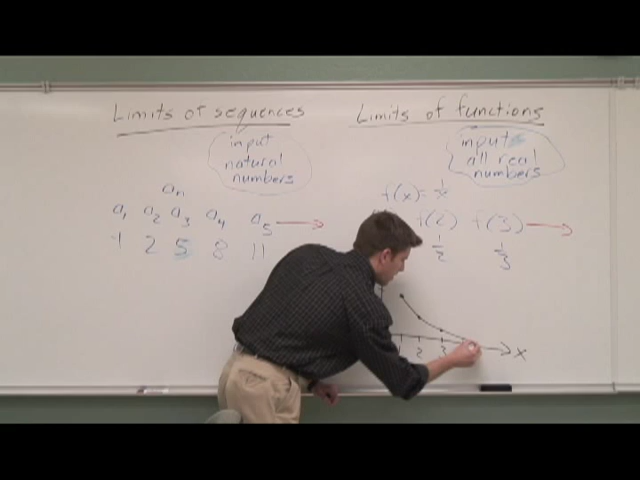 Limits of sequences
input
natural
numbers
aₙ
a₁ a₂ a₃ a₄ a₅
-1 2 5 8 11
Limits of functions
input
all real
numbers
f(x)=1/x
f(2) f(3)
1/2 1/3
1 2 3
x